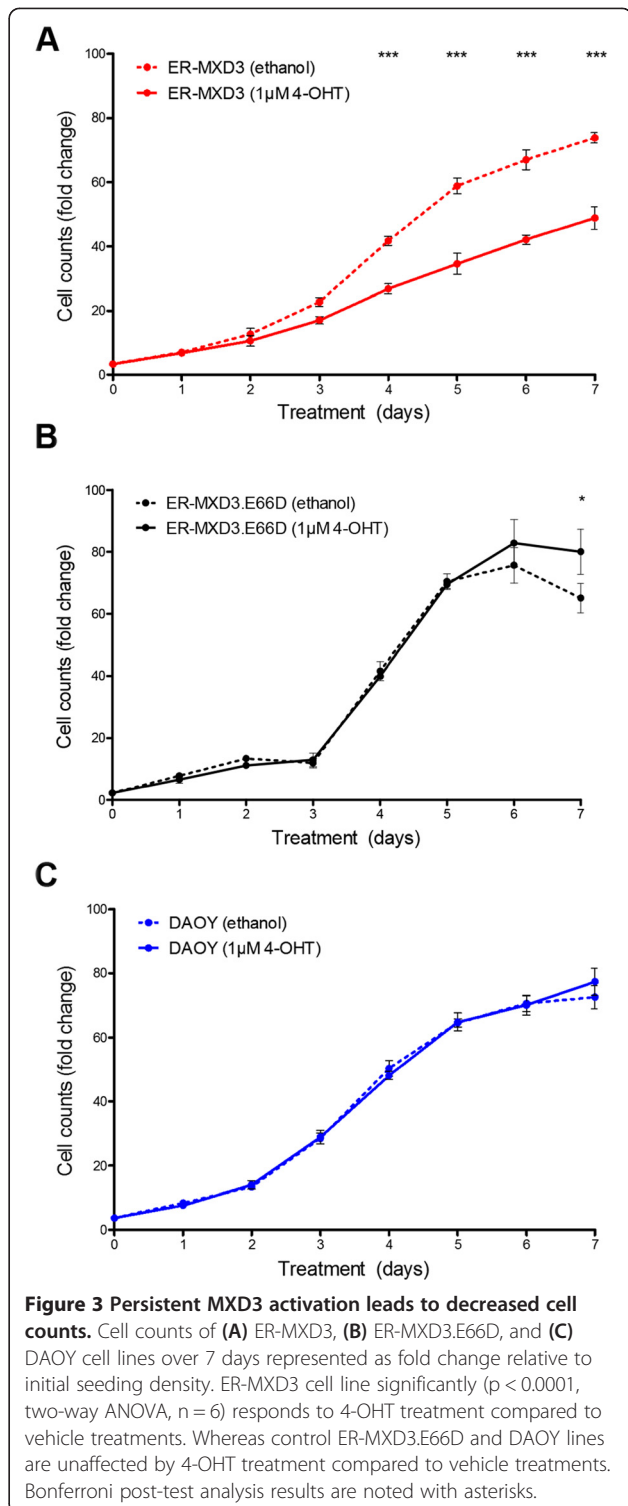 A
*** *** *** ***
ER-MXD3 (ethanol)
ER-MXD3 (1µM 4-OHT)
100
80
60
40
20
0
Cell counts (fold change)
0 1 2 3 4 5 6 7
Treatment (days)
B
*
ER-MXD3.E66D (ethanol)
ER-MXD3.E66D (1µM 4-OHT)
100
80
60
40
20
0
Cell counts (fold change)
0 1 2 3 4 5 6 7
Treatment (days)
C
DAOY (ethanol)
DAOY (1µM 4-OHT)
100
80
60
40
20
0
Cell counts (fold change)
0 1 2 3 4 5 6 7
Treatment (days)
Figure 3 Persistent MXD3 activation leads to decreased cell
counts. Cell counts of (A) ER-MXD3, (B) ER-MXD3.E66D, and (C)
DAOY cell lines over 7 days represented as fold change relative to
initial seeding density. ER-MXD3 cell line significantly (p < 0.0001,
two-way ANOVA, n = 6) responds to 4-OHT treatment compared to
vehicle treatments. Whereas control ER-MXD3.E66D and DAOY lines
are unaffected by 4-OHT treatment compared to vehicle treatments.
Bonferroni post-test analysis results are noted with asterisks.